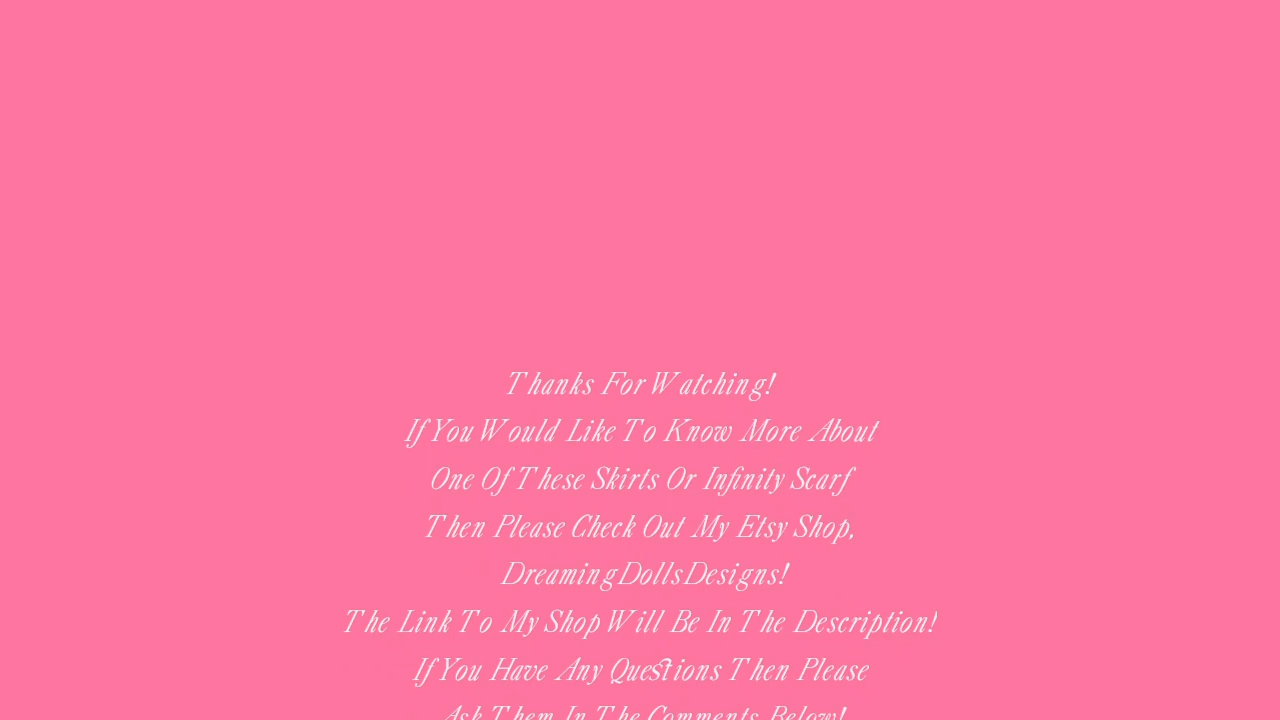 Thanks For Watching!
If You Would Like To Know More About
One Of These Skirts Or Infinity Scarf
Then Please Check Out My Etsy Shop,
DreamingDollsDesigns!
The Link To My Shop Will Be In The Description!
If You Have Any Questions Then Please
Ask Them In The Comments Below!